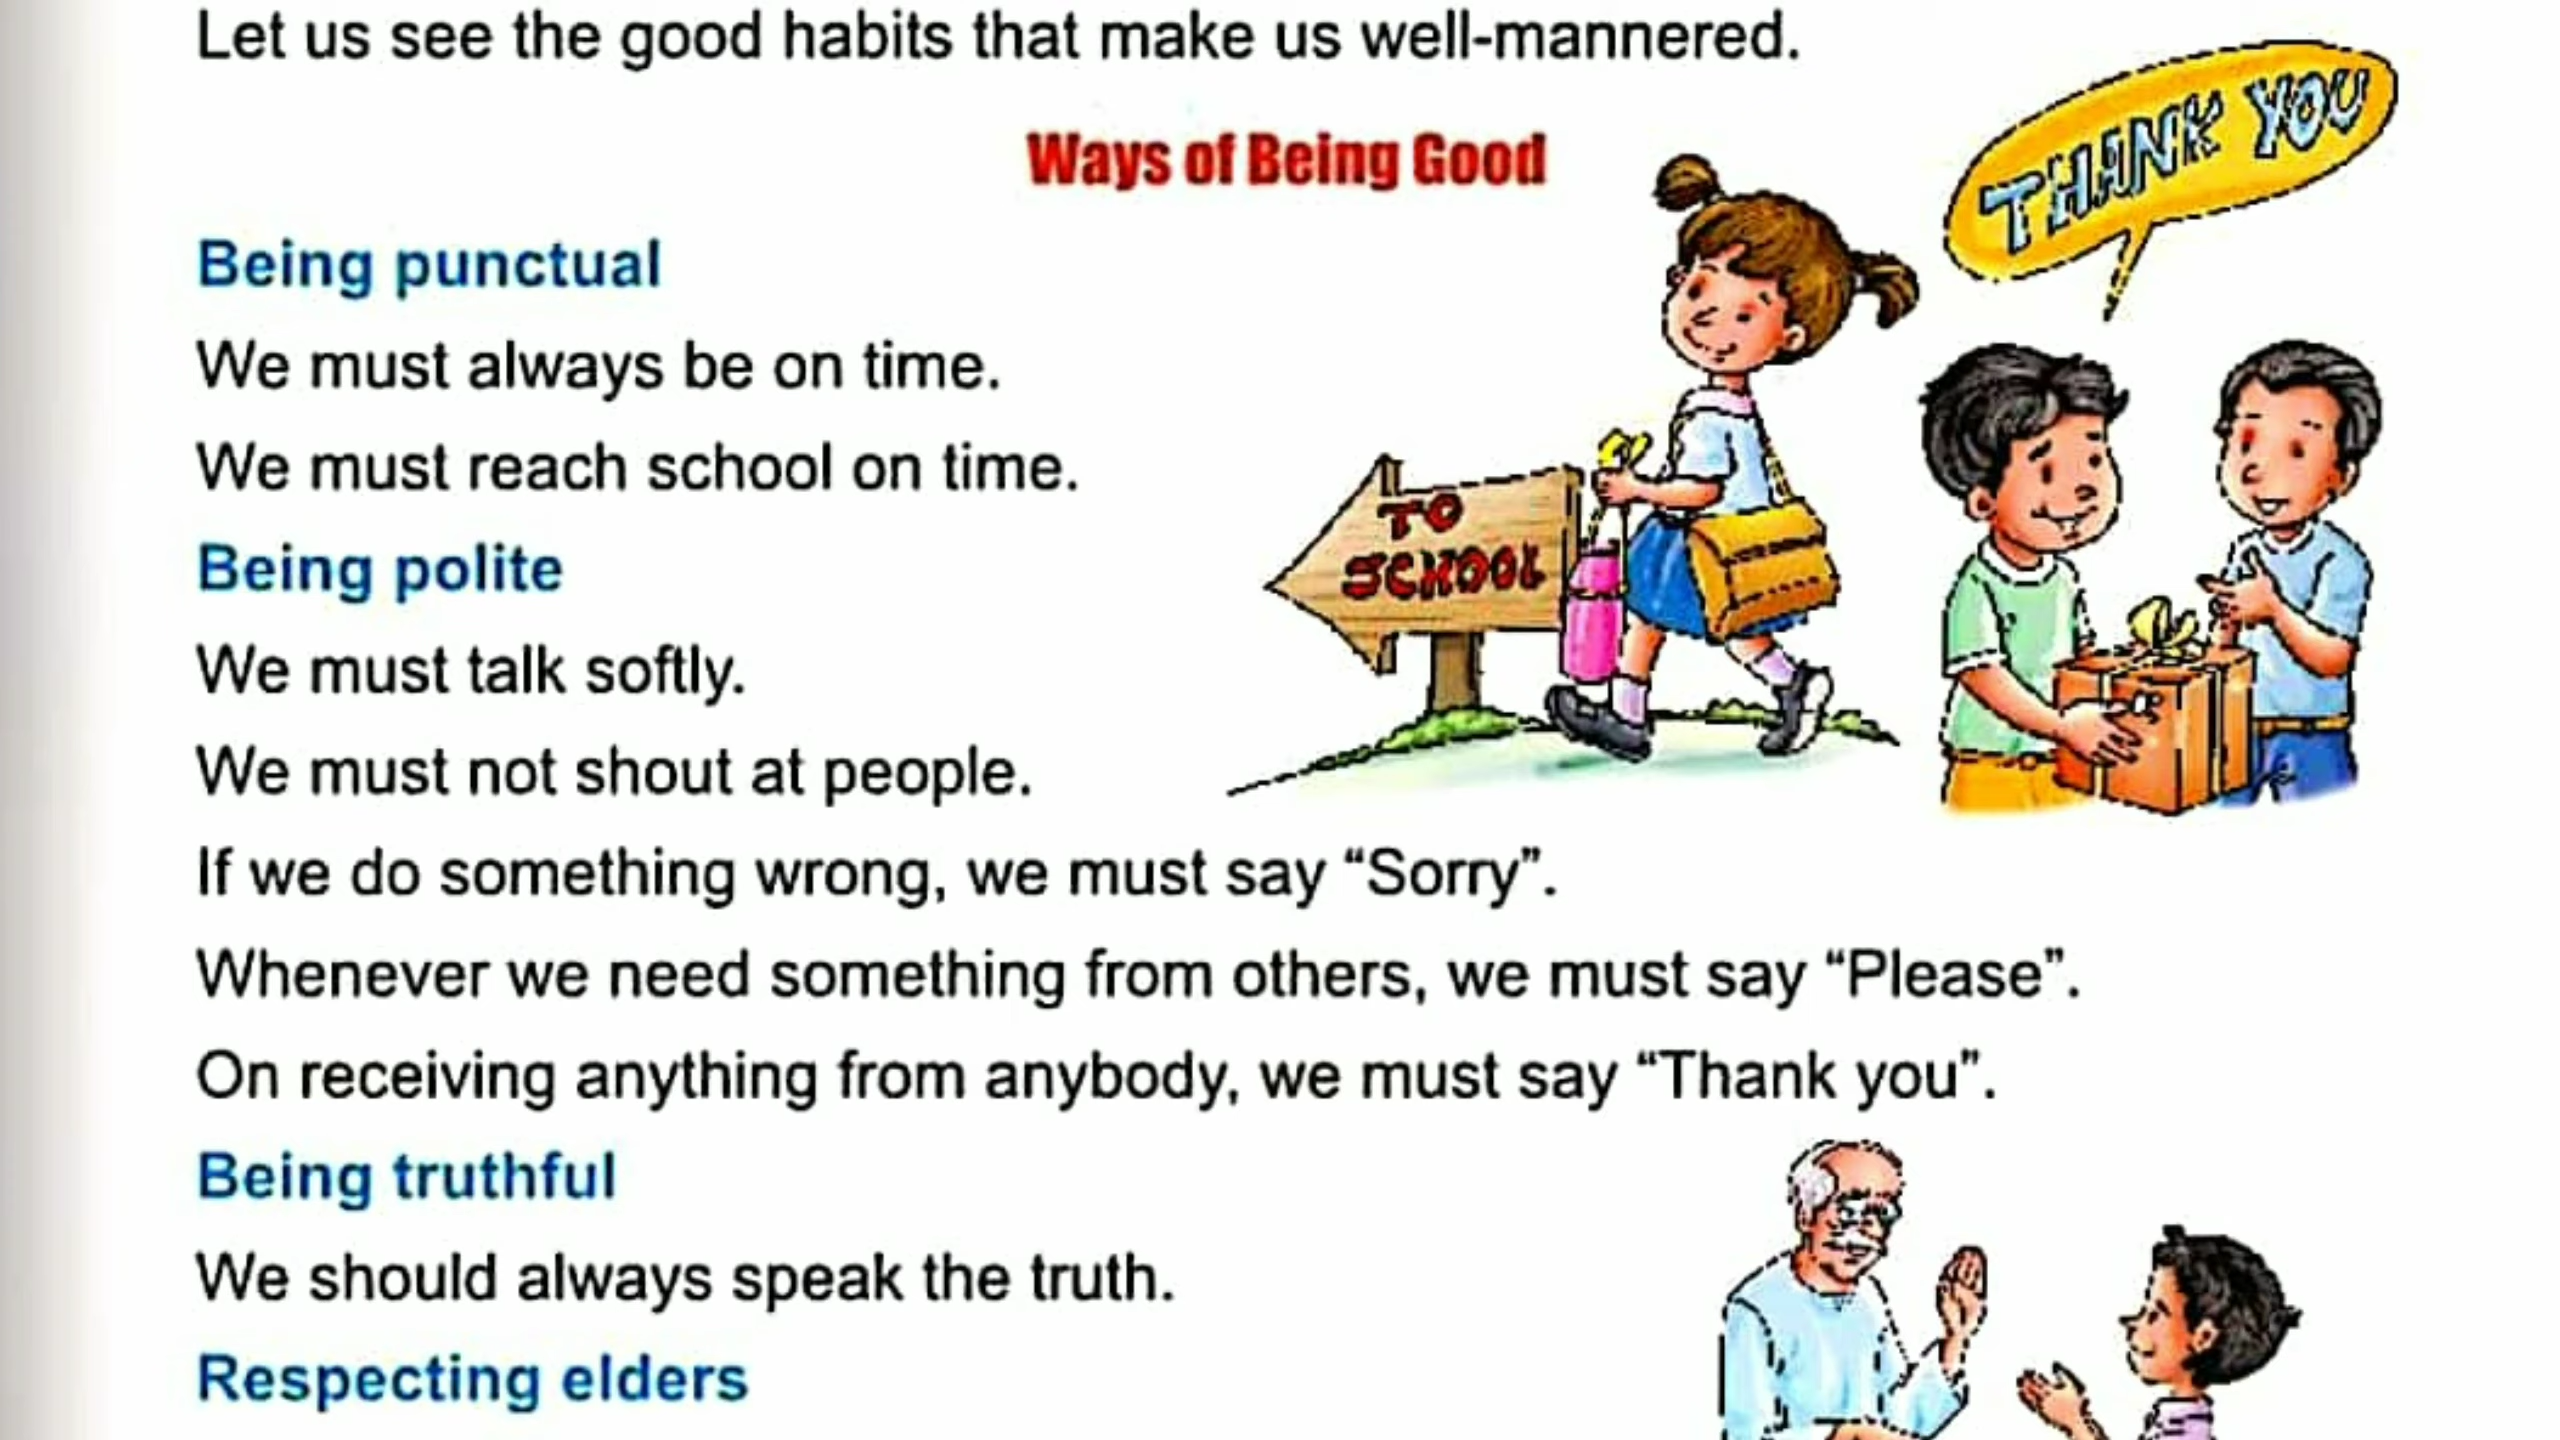 Let us see the good habits that make us well-mannered.
Ways of Being Good
THANK YOU
Being punctual
We must always be on time.
We must reach school on time.
TO
SCHOOL
Being polite
We must talk softly.
We must not shout at people.
If we do something wrong, we must say “Sorry”.
Whenever we need something from others, we must say “Please”.
On receiving anything from anybody, we must say “Thank you”.
Being truthful
We should always speak the truth.
Respecting elders